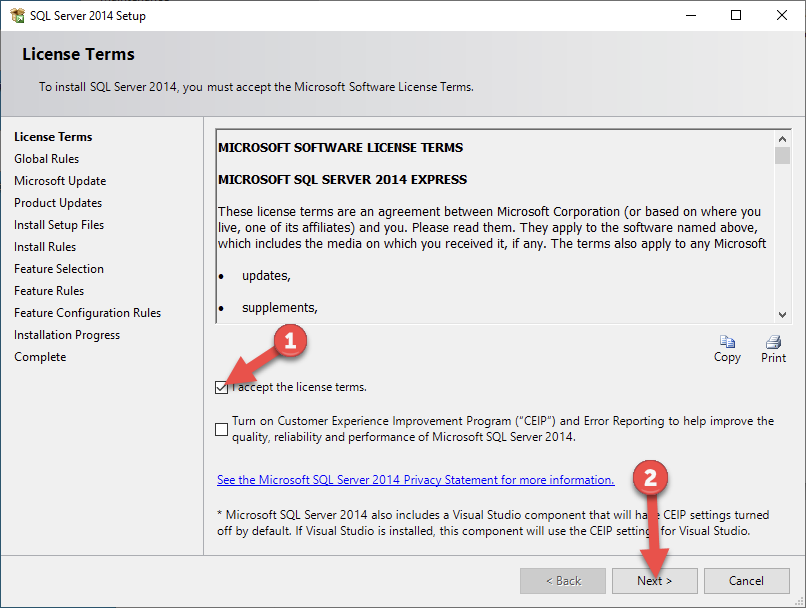 SQL Server 2014 Setup
License Terms
To install SQL Server 2014, you must accept the Microsoft Software License Terms.
License Terms
Global Rules
Microsoft Update
Product Updates
Install Setup Files
Install Rules
Feature Selection
Feature Rules
Feature Configuration Rules
Installation Progress
Complete
MICROSOFT SOFTWARE LICENSE TERMS
MICROSOFT SQL SERVER 2014 EXPRESS
These license terms are an agreement between Microsoft Corporation (or based on where you
live, one of its affiliates) and you. Please read them. They apply to the software named above,
which includes the media on which you received it, if any. The terms also apply to any Microsoft
• updates,
• supplements,
Copy
Print
1
I accept the license terms.
Turn on Customer Experience Improvement Program ("CEIP") and Error Reporting to help improve the
quality, reliability and performance of Microsoft SQL Server 2014.
See the Microsoft SQL Server 2014 Privacy Statement for more information.
2
* Microsoft SQL Server 2014 also includes a Visual Studio component that will have CEIP settings turned
off by default. If Visual Studio is installed, this component will use the CEIP settings for Visual Studio.
< Back
Next >
Cancel